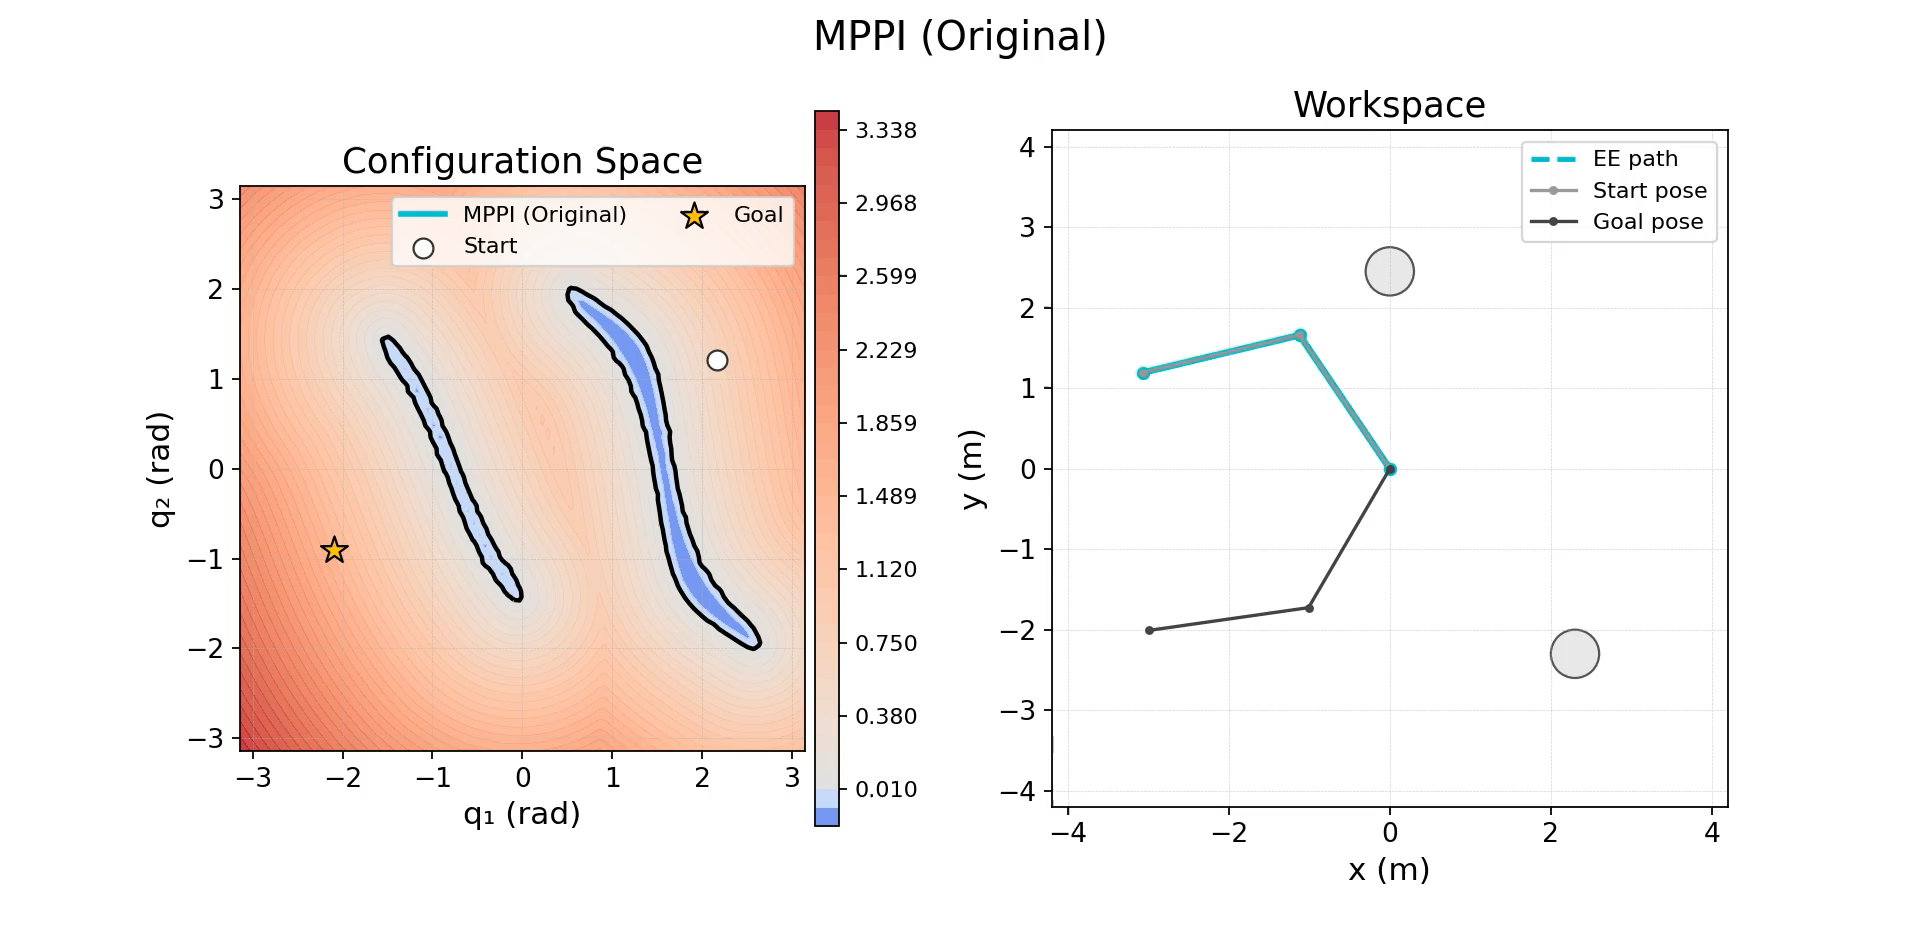 MPPI (Original)
Configuration Space
MPPI (Original)
Goal
Start
3
2
1
0
−1
−2
−3
q₂ (rad)
−3 −2 −1 0 1 2 3
q₁ (rad)
3.338
2.968
2.599
2.229
1.859
1.489
1.120
0.750
0.380
0.010
Workspace
EE path
Start pose
Goal pose
4
3
2
1
0
−1
−2
−3
−4
y (m)
−4 −2 0 2 4
x (m)